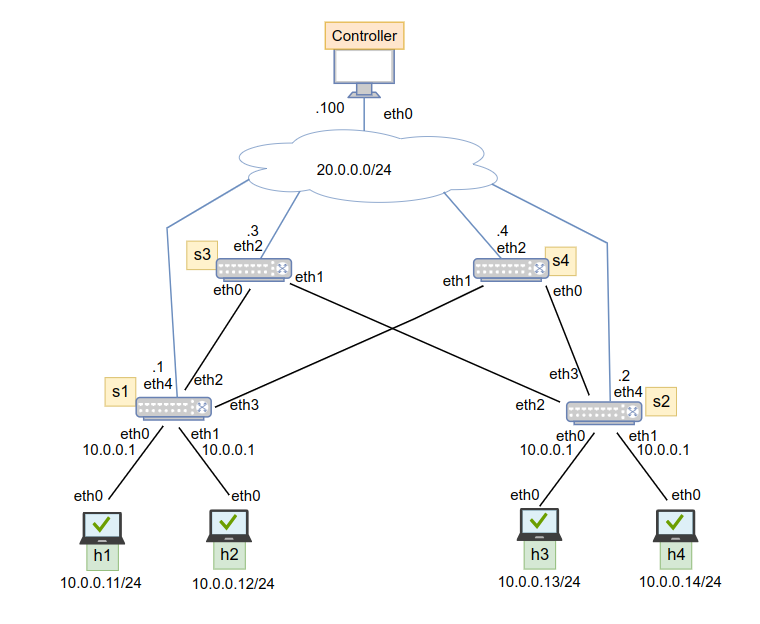 Controller
.100
eth0
20.0.0.0/24
.3
eth2
s3
eth0
eth1
.4
eth2
s4
eth1
eth0
.1
eth4
s1
eth2
eth3
eth0
10.0.0.1
eth1
10.0.0.1
eth3
.2
eth4
s2
eth2
eth0
10.0.0.1
eth1
10.0.0.1
eth0
eth0
eth0
eth0
h1
h2
h3
h4
10.0.0.11/24
10.0.0.12/24
10.0.0.13/24
10.0.0.14/24